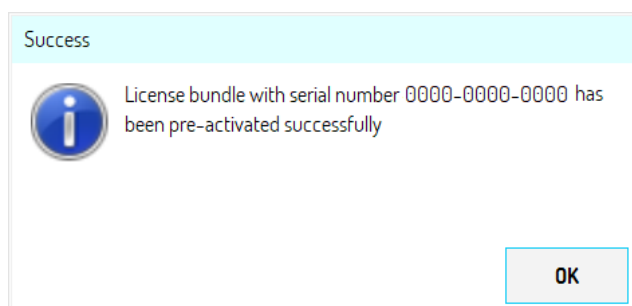 Success
License bundle with serial number 0000-0000-0000 has
been pre-activated successfully
OK